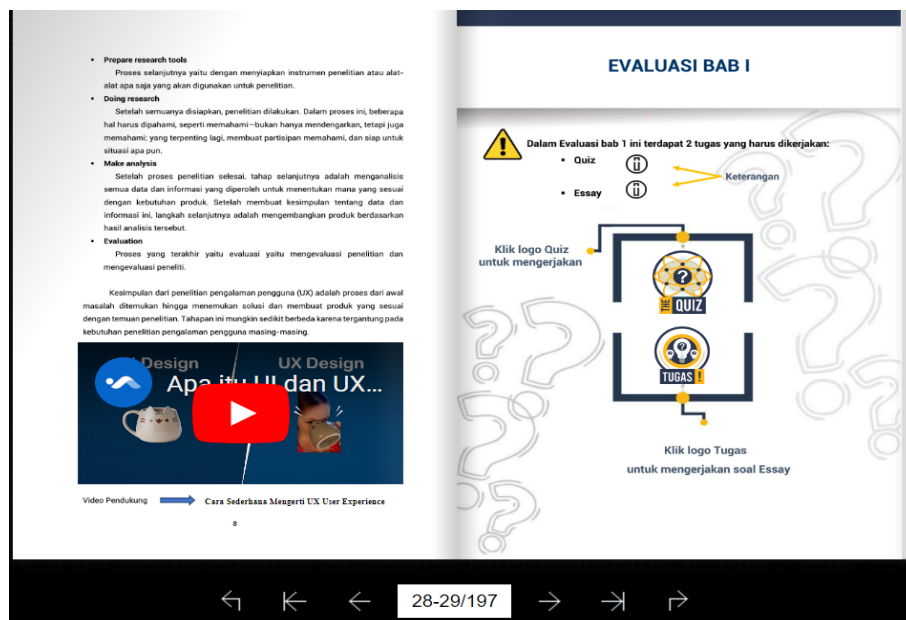 ▪ Prepare research tools
Proses selanjutnya yaitu dengan menyiapkan instrumen penelitian atau alat-
alat apa saja yang akan digunakan untuk penelitian.
▪ Doing research
Setelah semuanya disiapkan, penelitian dilakukan. Dalam proses ini, beberapa
hal harus dipahami, seperti memahami—bukan hanya mendengarkan, tetapi juga
memahami; yang terpenting lagi, membuat partisipan memahami, dan siap untuk
situasi apa pun.
▪ Make analysis
Setelah proses penelitian selesai, tahap selanjutnya adalah menganalisis
semua data dan informasi yang diperoleh untuk menentukan mana yang sesuai
dengan kebutuhan produk. Setelah membuat kesimpulan tentang data dan
informasi ini, langkah selanjutnya adalah mengembangkan produk berdasarkan
hasil analisis tersebut.
▪ Evaluation
Proses yang terakhir yaitu evaluasi yaitu mengevaluasi penelitian dan
mengevaluasi peneliti.
Kesimpulan dari penelitian pengalaman pengguna (UX) adalah proses dari awal
masalah ditemukan hingga menemukan solusi dan membuat produk yang sesuai
dengan temuan penelitian. Tahapan ini mungkin sedikit berbeda karena tergantung pada
kebutuhan penelitian pengalaman pengguna masing-masing.
Design UX Design
Apa itu UI dan UX...
Video Pendukung Cara Sederhana Mengerti UX User Experience
8
EVALUASI BAB I
Dalam Evaluasi bab 1 ini terdapat 2 tugas yang harus dikerjakan:
▪ Quiz
Keterangan
▪ Essay
Klik logo Quiz
untuk mengerjakan
THE QUIZ
TUGAS !
Klik logo Tugas
untuk mengerjakan soal Essay
28-29/197